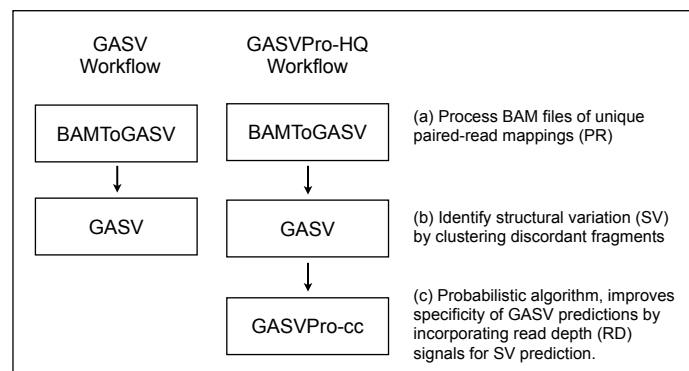 GASV
Workflow
GASVPro-HQ
Workflow
BAMToGASV
BAMToGASV
(a) Process BAM files of unique
paired-read mappings (PR)
GASV
GASV
(b) Identify structural variation (SV)
by clustering discordant fragments
GASVPro-cc
(c) Probabilistic algorithm, improves
specificity of GASV predictions by
incorporating read depth (RD)
signals for SV prediction.